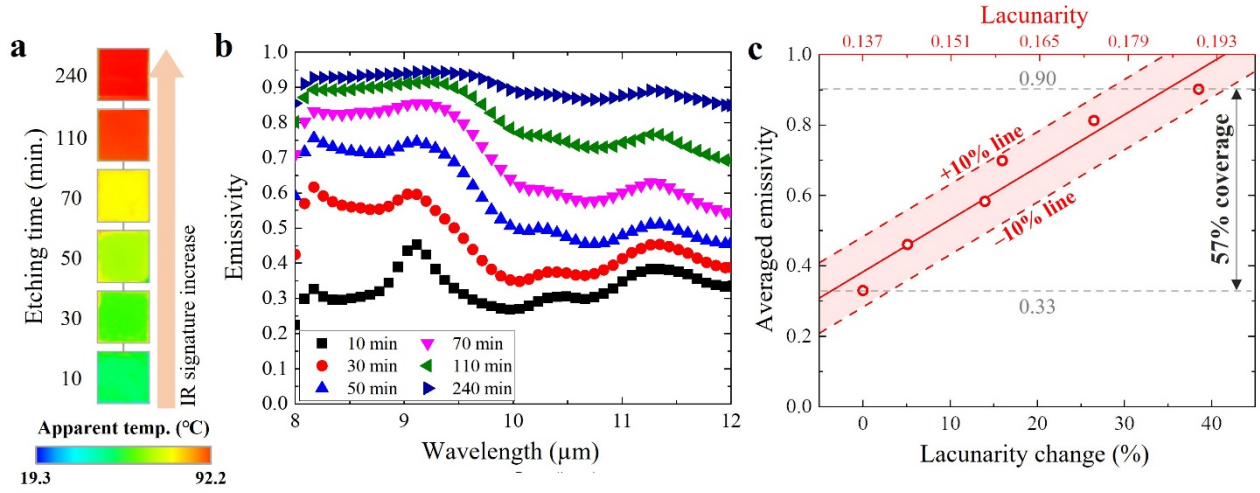 a
Etching time (min.)
240
110
70
50
30
10
IR signature increase
Apparent temp. (°C)
19.3
92.2
b
Emissivity
1.0
0.9
0.8
0.7
0.6
0.5
0.4
0.3
0.2
0.1
0.0
10 min
70 min
30 min
110 min
50 min
240 min
8
9
10
11
12
Wavelength (μm)
c
Lacunarity
0.137
0.151
0.165
0.179
0.193
Averaged emissivity
1.0
0.8
0.6
0.4
0.2
0.0
0.90
+10% line
−10% line
57% coverage
0.33
0
10
20
30
40
Lacunarity change (%)